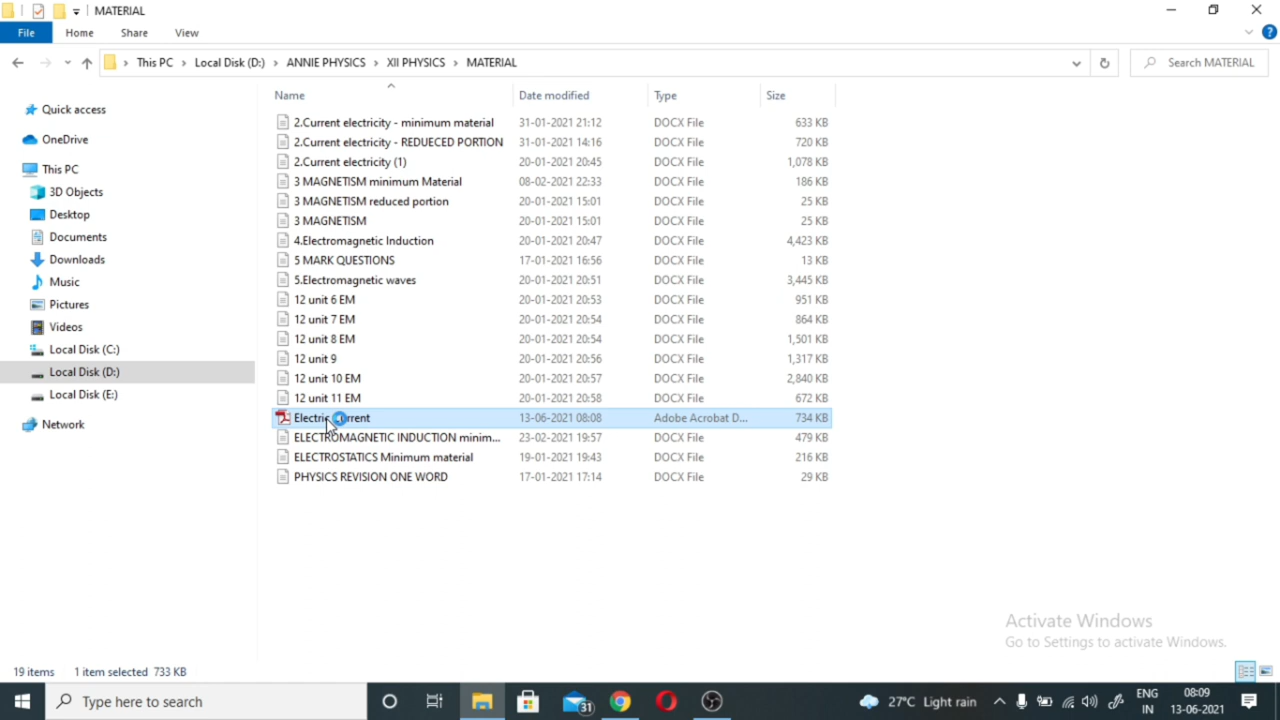 MATERIAL
File Home Share View
This PC Local Disk (D:) ANNIE PHYSICS XII PHYSICS MATERIAL
Search MATERIAL
Name Date modified Type Size
Quick access
OneDrive
This PC
3D Objects
Desktop
Documents
Downloads
Music
Pictures
Videos
Local Disk (C:)
Local Disk (D:)
Local Disk (E:)
Network
2.Current electricity - minimum material 31-01-2021 21:12 DOCX File 633 KB
2.Current electricity - REDUECED PORTION 31-01-2021 14:16 DOCX File 720 KB
2.Current electricity (1) 20-01-2021 20:45 DOCX File 1,078 KB
3 MAGNETISM minimum Material 08-02-2021 22:33 DOCX File 186 KB
3 MAGNETISM reduced portion 20-01-2021 15:01 DOCX File 25 KB
3 MAGNETISM 20-01-2021 15:01 DOCX File 25 KB
4.Electromagnetic Induction 20-01-2021 20:47 DOCX File 4,423 KB
5 MARK QUESTIONS 17-01-2021 16:56 DOCX File 13 KB
5.Electromagnetic waves 20-01-2021 20:51 DOCX File 3,445 KB
12 unit 6 EM 20-01-2021 20:53 DOCX File 951 KB
12 unit 7 EM 20-01-2021 20:54 DOCX File 864 KB
12 unit 8 EM 20-01-2021 20:54 DOCX File 1,501 KB
12 unit 9 20-01-2021 20:56 DOCX File 1,317 KB
12 unit 10 EM 20-01-2021 20:57 DOCX File 2,840 KB
12 unit 11 EM 20-01-2021 20:58 DOCX File 672 KB
Electric current 13-06-2021 08:08 Adobe Acrobat D... 734 KB
ELECTROMAGNETIC INDUCTION minim... 23-02-2021 19:57 DOCX File 479 KB
ELECTROSTATICS Minimum material 19-01-2021 19:43 DOCX File 216 KB
PHYSICS REVISION ONE WORD 17-01-2021 17:14 DOCX File 29 KB
Activate Windows
Go to Settings to activate Windows.
19 items 1 item selected 733 KB
Type here to search
31
27°C Light rain
ENG
IN
08:09
13-06-2021